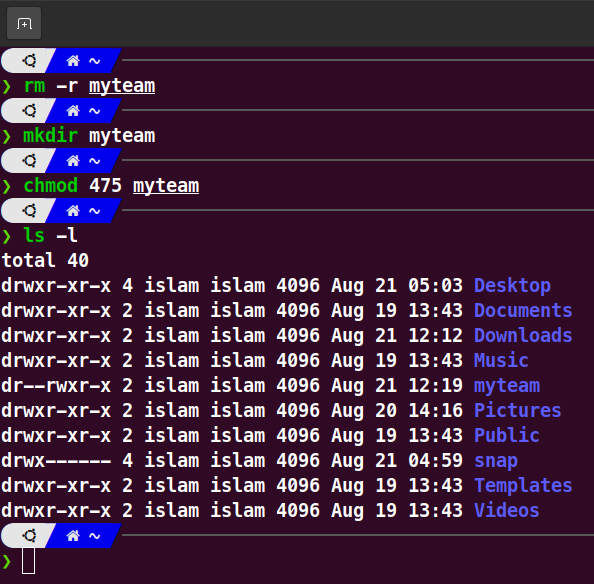 ~
❯ rm -r myteam
~
❯ mkdir myteam
~
❯ chmod 475 myteam
~
❯ ls -l
total 40
drwxr-xr-x 4 islam islam 4096 Aug 21 05:03 Desktop
drwxr-xr-x 2 islam islam 4096 Aug 19 13:43 Documents
drwxr-xr-x 2 islam islam 4096 Aug 21 12:12 Downloads
drwxr-xr-x 2 islam islam 4096 Aug 19 13:43 Music
dr--rwxr-x 2 islam islam 4096 Aug 21 12:19 myteam
drwxr-xr-x 2 islam islam 4096 Aug 20 14:16 Pictures
drwxr-xr-x 2 islam islam 4096 Aug 19 13:43 Public
drwx------ 4 islam islam 4096 Aug 21 04:59 snap
drwxr-xr-x 2 islam islam 4096 Aug 19 13:43 Templates
drwxr-xr-x 2 islam islam 4096 Aug 19 13:43 Videos
~
❯